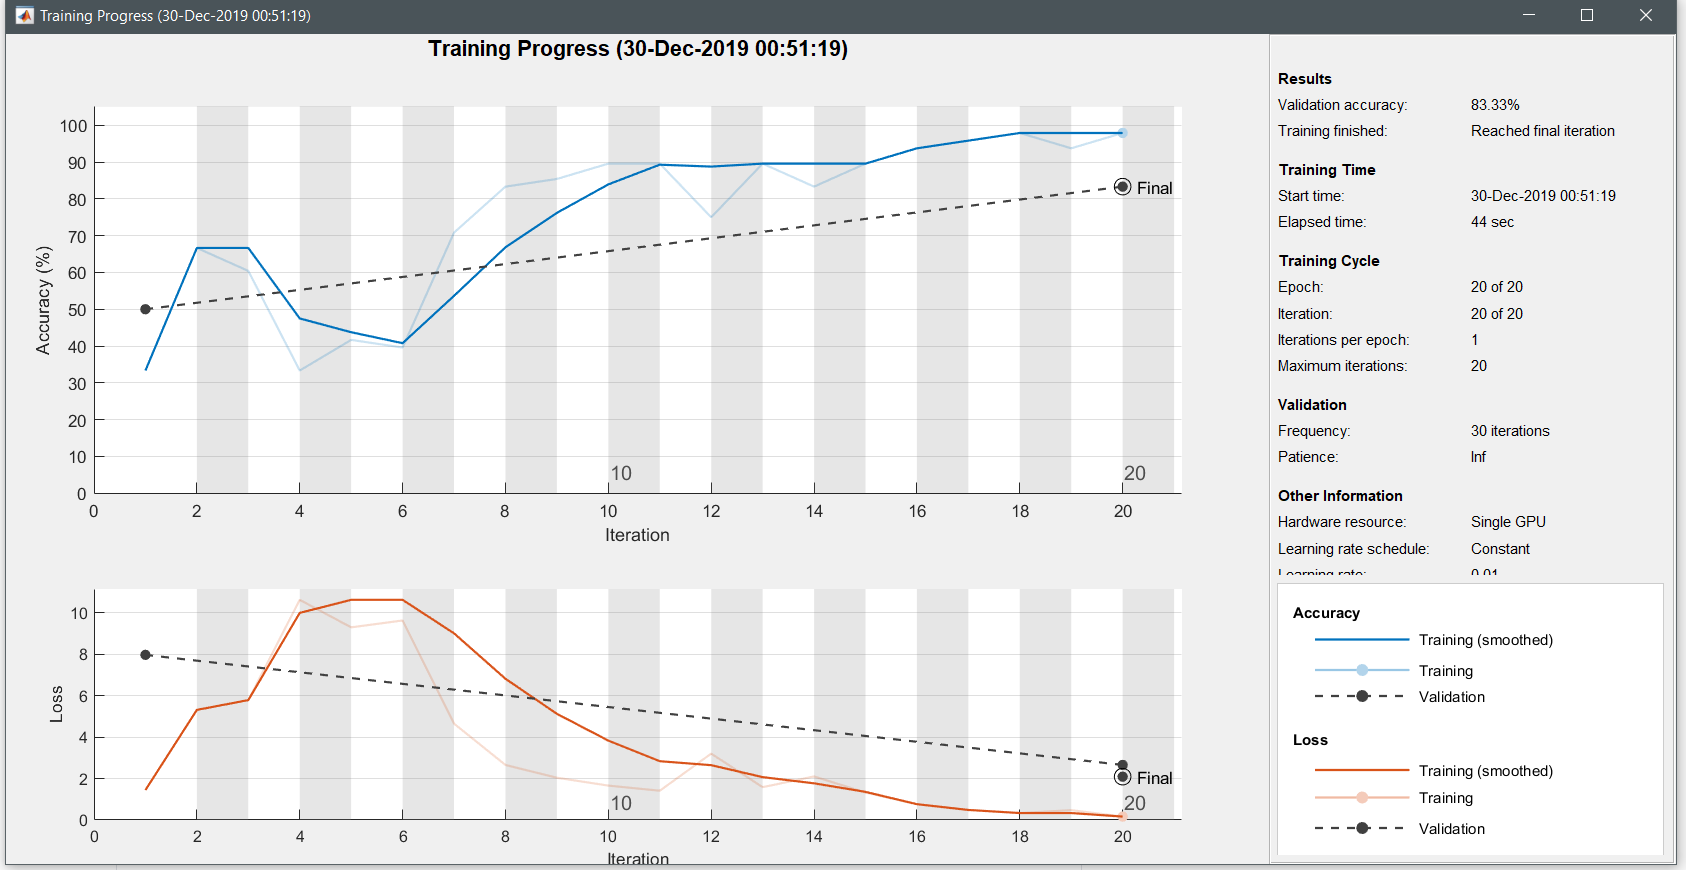 Training Progress (30-Dec-2019 00:51:19)
Training Progress (30-Dec-2019 00:51:19)
Accuracy (%)
100
90
80
70
60
50
40
30
20
10
0
Final
10
20
0 2 4 6 8 10 12 14 16 18 20
Iteration
Loss
10
8
6
4
2
0
Final
10
20
0 2 4 6 8 10 12 14 16 18 20
Iteration
Results
Validation accuracy: 83.33%
Training finished: Reached final iteration
Training Time
Start time: 30-Dec-2019 00:51:19
Elapsed time: 44 sec
Training Cycle
Epoch: 20 of 20
Iteration: 20 of 20
Iterations per epoch: 1
Maximum iterations: 20
Validation
Frequency: 30 iterations
Patience: Inf
Other Information
Hardware resource: Single GPU
Learning rate schedule: Constant
Learning rate: 0.01
Accuracy
Training (smoothed)
Training
Validation
Loss
Training (smoothed)
Training
Validation